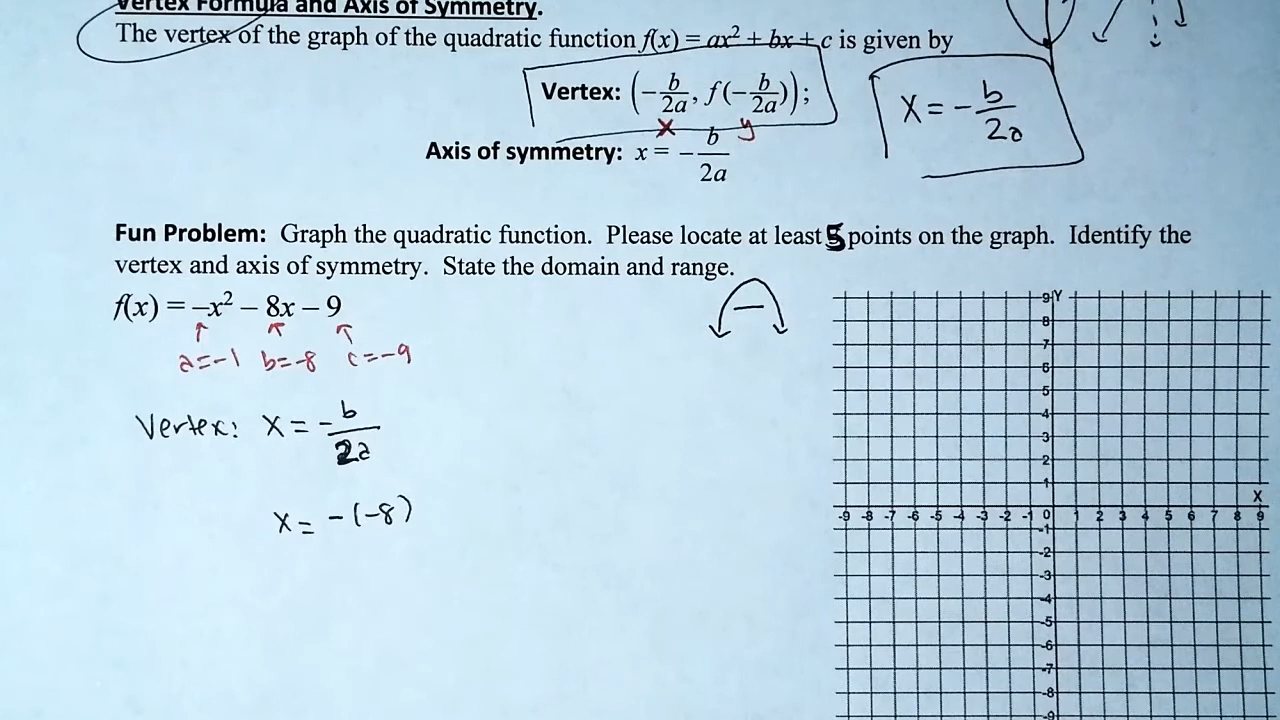 Vertex Formula and Axis of Symmetry.
The vertex of the graph of the quadratic function f(x) = ax² + bx + c is given by
Vertex: (−b/2a, f(−b/2a));
x y
X = −b/2a
Axis of symmetry: x = −b/2a
Fun Problem: Graph the quadratic function. Please locate at least 5 points on the graph. Identify the
vertex and axis of symmetry. State the domain and range.
f(x) = −x² − 8x − 9
a=−1 b=−8 c=−9
Vertex: X = −b/2a
X = −(−8)
9 Y
8
7
6
5
4
3
2
1
X
-9 -8 -7 -6 -5 -4 -3 -2 -1 0 1 2 3 4 5 6 7 8 9
-1
-2
-3
-4
-5
-6
-7
-8
-9